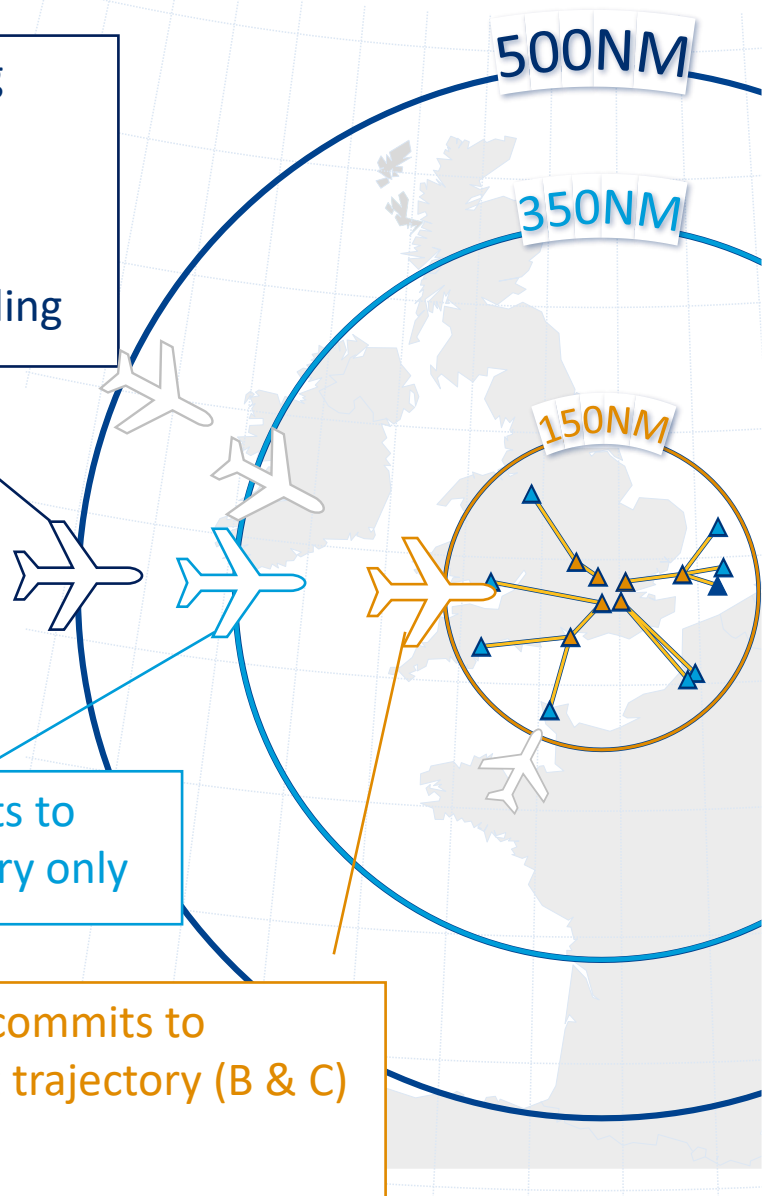 500NM
350NM
150NM
ling
ts to
ry only
commits to
trajectory (B & C)